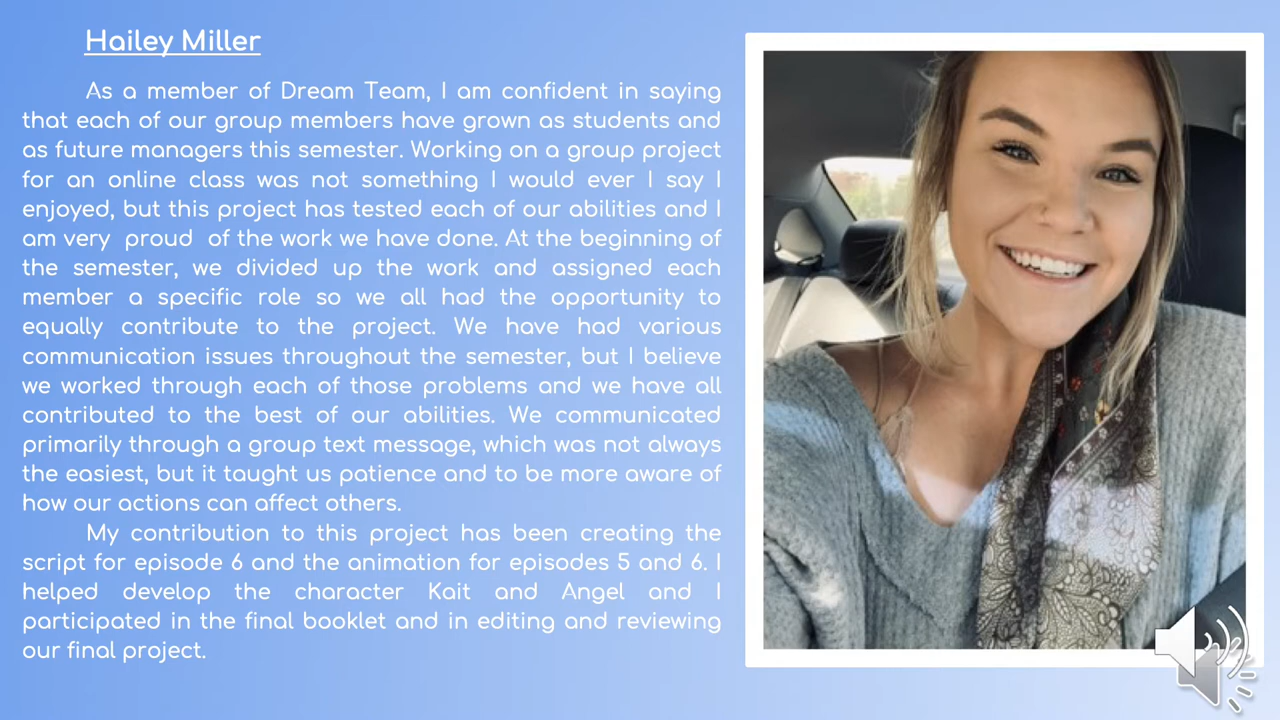 Hailey Miller
As a member of Dream Team, I am confident in saying
that each of our group members have grown as students and
as future managers this semester. Working on a group project
for an online class was not something I would ever I say I
enjoyed, but this project has tested each of our abilities and I
am very proud of the work we have done. At the beginning of
the semester, we divided up the work and assigned each
member a specific role so we all had the opportunity to
equally contribute to the project. We have had various
communication issues throughout the semester, but I believe
we worked through each of those problems and we have all
contributed to the best of our abilities. We communicated
primarily through a group text message, which was not always
the easiest, but it taught us patience and to be more aware of
how our actions can affect others.
My contribution to this project has been creating the
script for episode 6 and the animation for episodes 5 and 6. I
helped develop the character Kait and Angel and I
participated in the final booklet and in editing and reviewing
our final project.